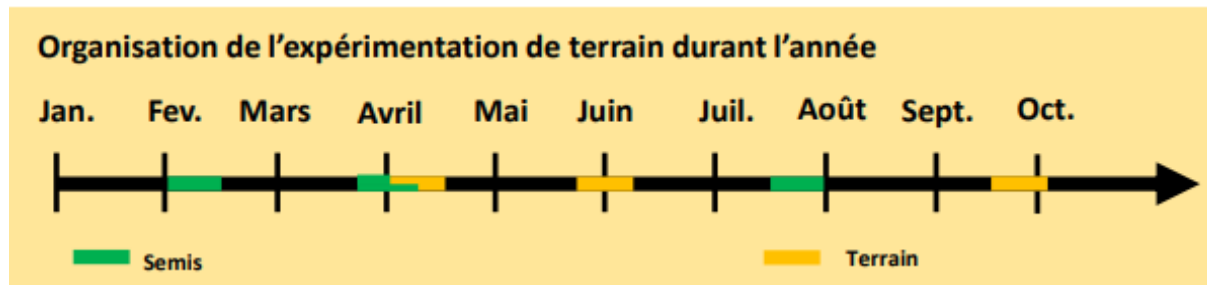 Organisation de l'expérimentation de terrain durant l'année
Jan. Fev. Mars Avril Mai Juin Juil. Août Sept. Oct.
Semis Terrain